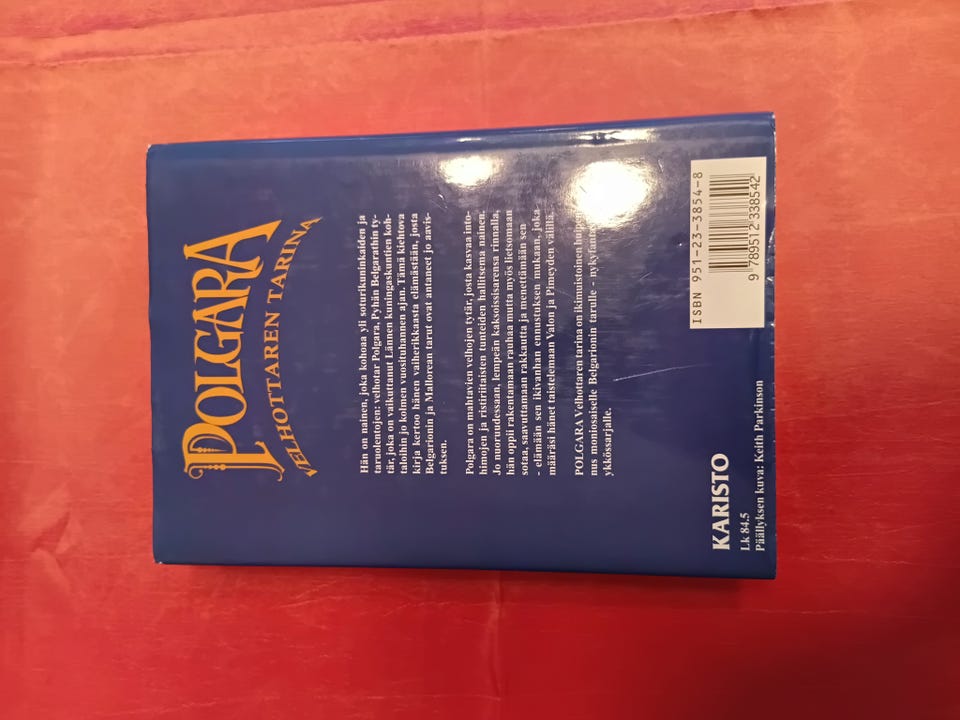 POLGARA
VELHOTTAREN TARINA
Hän on nainen, joka kohoaa yli soturikuninkaiden ja
taruolentojen: velhotar Polgara, Pyhän Belgarathin ty-
tär, joka on vaikuttanut Lännen kuningaskuntien koh-
taloihin jo kolmen vuosituhannen ajan. Tämä kiehtova
kirja kertoo hänen vaiherikkaasta elämästään, josta
Belgarionin ja Mallorean tarut ovat antaneet jo aavis-
tuksen.
Polgara on mahtavien velhojen tytär, josta kasvaa into-
himojen ja ristiriitaisten tunteiden hallitsema nainen.
Jo nuoruudessaan, lempeän kaksoissisarensa rinnalla,
hän oppii rakentamaan rauhaa mutta myös lietsomaan
sotaa, saavuttamaan rakkautta ja menettämään sen
- elämään sen ikivanhan ennustuksen mukaan, joka
määräsi hänet taistelemaan Valon ja Pimeyden välillä.
POLGARA Velhottaren tarina on ikimuistoinen
nus moniosaiselle Belgarionin tarulle -
ykkössarjalle.
ISBN 951-23-3854-8
9 789512 338542
KARISTO
Lk 84.5
Päällyksen kuva: Keith Parkinson